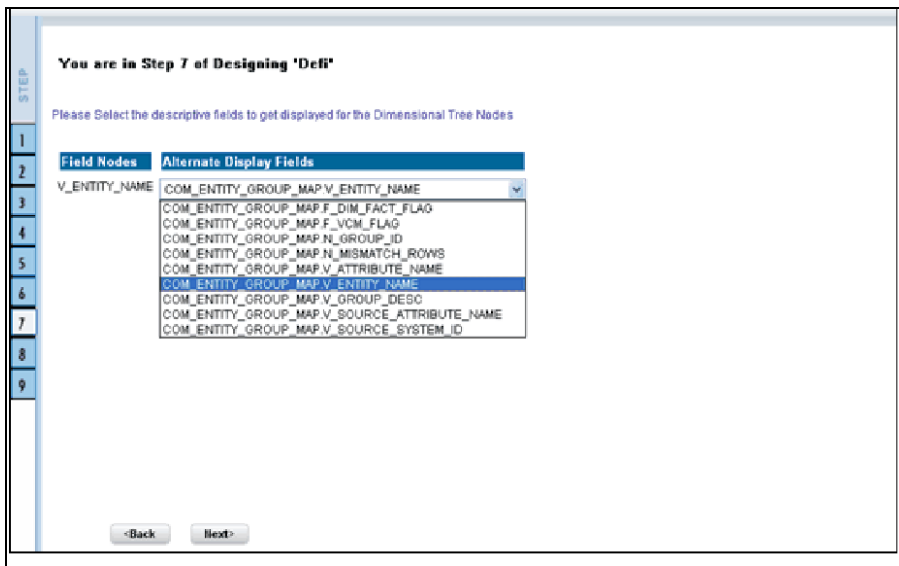 You are in Step 7 of Designing 'Defi'
STEP
Please Select the descriptive fields to get displayed for the Dimensional Tree Nodes
1
2
3
4
5
6
7
8
9
Field Nodes Alternate Display Fields
V_ENTITY_NAME COM_ENTITY_GROUP_MAP.V_ENTITY_NAME
COM_ENTITY_GROUP_MAP.F_DIM_FACT_FLAG
COM_ENTITY_GROUP_MAP.F_VCM_FLAG
COM_ENTITY_GROUP_MAP.N_GROUP_ID
COM_ENTITY_GROUP_MAP.N_MISMATCH_ROWS
COM_ENTITY_GROUP_MAP.V_ATTRIBUTE_NAME
COM_ENTITY_GROUP_MAP.V_ENTITY_NAME
COM_ENTITY_GROUP_MAP.V_GROUP_DESC
COM_ENTITY_GROUP_MAP.V_SOURCE_ATTRIBUTE_NAME
COM_ENTITY_GROUP_MAP.V_SOURCE_SYSTEM_ID
<Back Next>